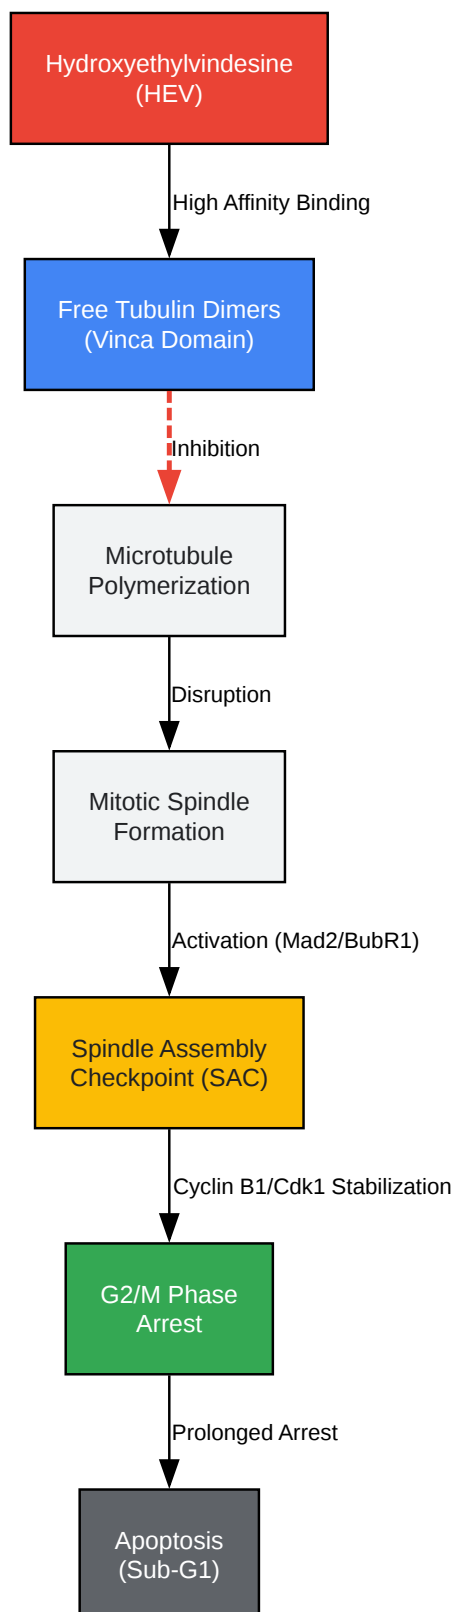 Hydroxyethylvindesine
(HEV)
High Affinity Binding
Free Tubulin Dimers
(Vinca Domain)
Inhibition
Microtubule
Polymerization
Disruption
Mitotic Spindle
Formation
Activation (Mad2/BubR1)
Spindle Assembly
Checkpoint (SAC)
Cyclin B1/Cdk1 Stabilization
G2/M Phase
Arrest
Prolonged Arrest
Apoptosis
(Sub-G1)